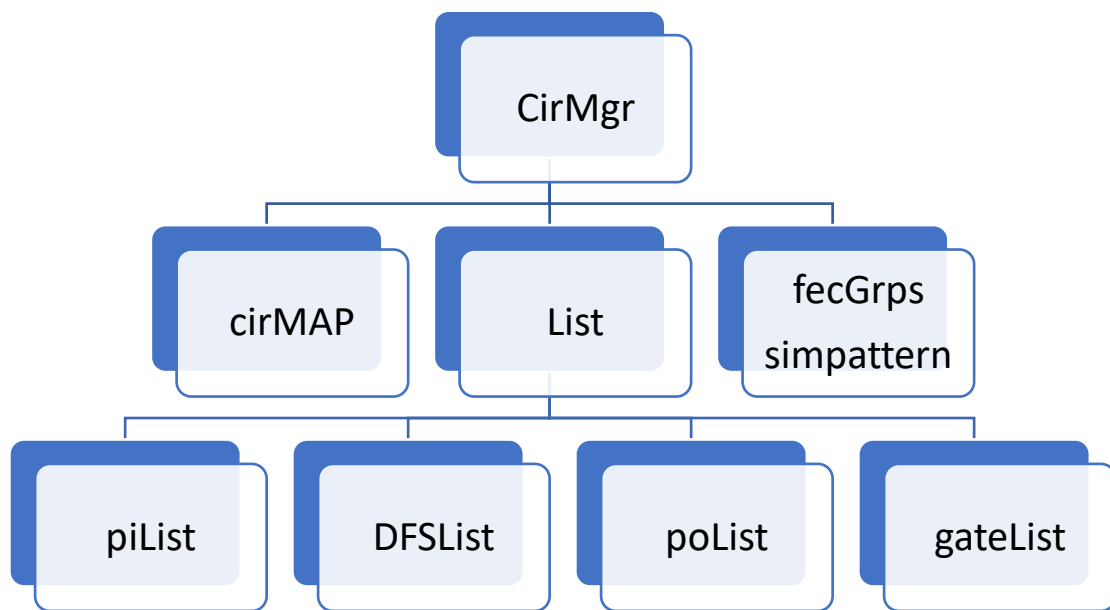 CirMgr
cirMAP
List
fecGrps
simpattern
piList
DFSList
poList
gateList